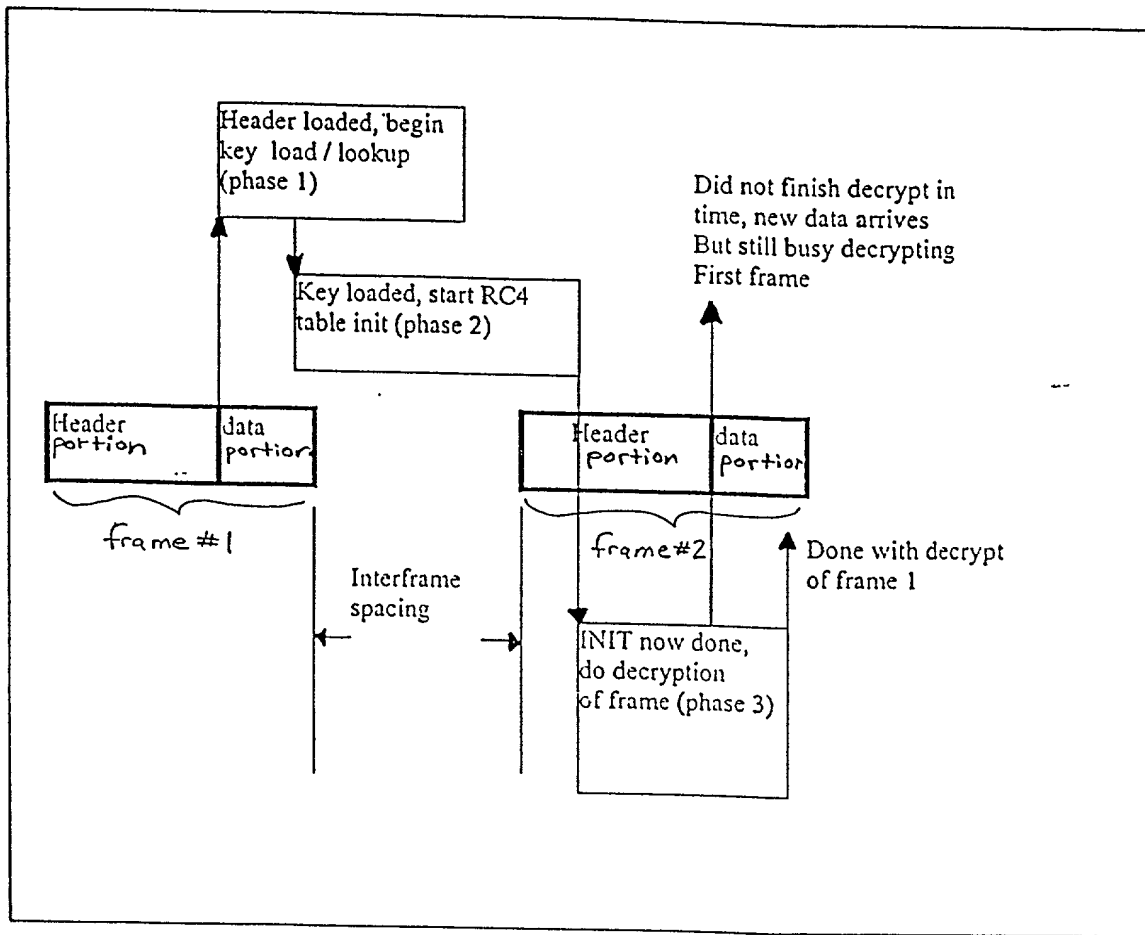 Header loaded, begin
key load / lookup
(phase 1)
Did not finish decrypt in
time, new data arrives
But still busy decrypting
First frame
Key loaded, start RC4
table init (phase 2)
Header
portion
data
portion
Header
portion
data
portion
frame #1
frame #2
Interframe
spacing
Done with decrypt
of frame 1
INIT now done,
do decryption
of frame (phase 3)